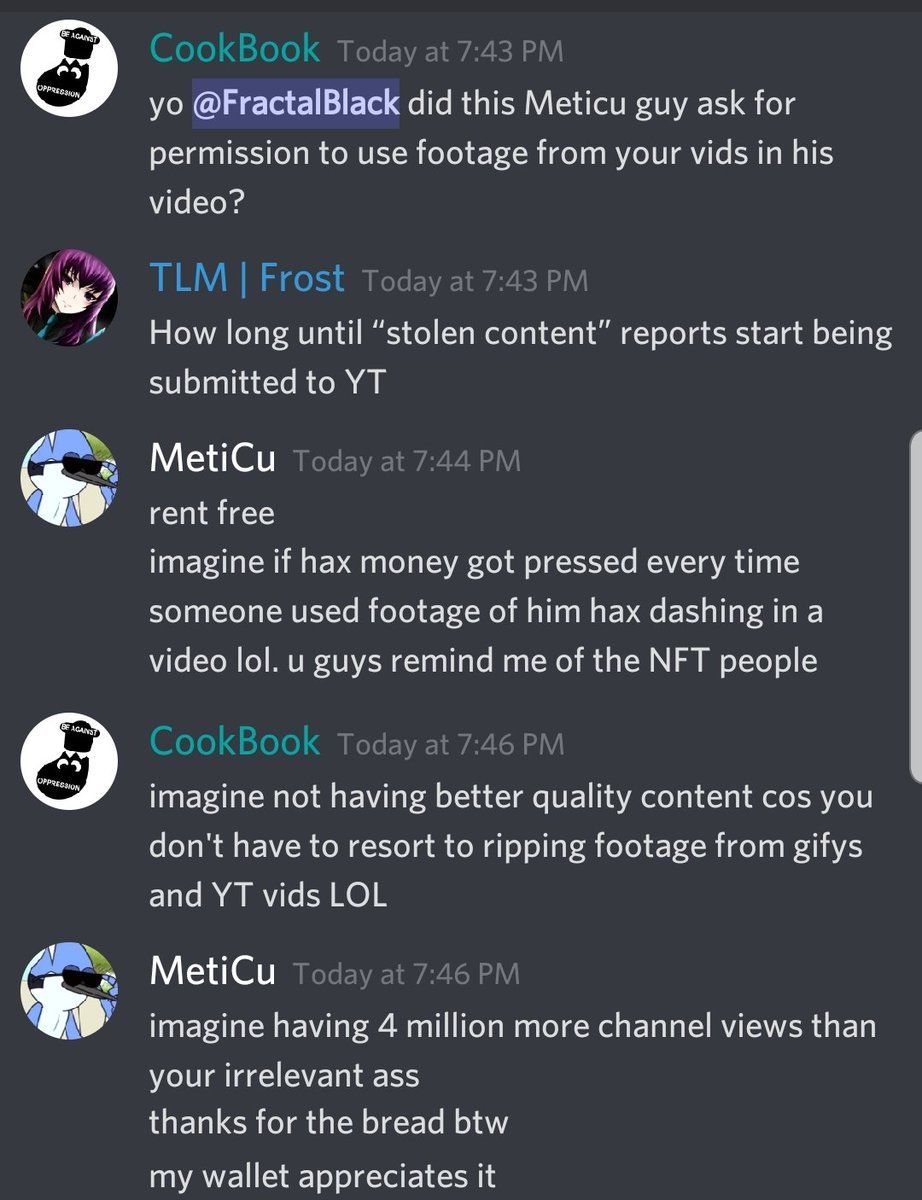 BE AGAINST
OPPRESSION
CookBook Today at 7:43 PM
yo @FractalBlack did this Meticu guy ask for
permission to use footage from your vids in his
video?
TLM | Frost Today at 7:43 PM
How long until “stolen content” reports start being
submitted to YT
MetiCu Today at 7:44 PM
rent free
imagine if hax money got pressed every time
someone used footage of him hax dashing in a
video lol. u guys remind me of the NFT people
BE AGAINST
OPPRESSION
CookBook Today at 7:46 PM
imagine not having better quality content cos you
don't have to resort to ripping footage from gifys
and YT vids LOL
MetiCu Today at 7:46 PM
imagine having 4 million more channel views than
your irrelevant ass
thanks for the bread btw
my wallet appreciates it